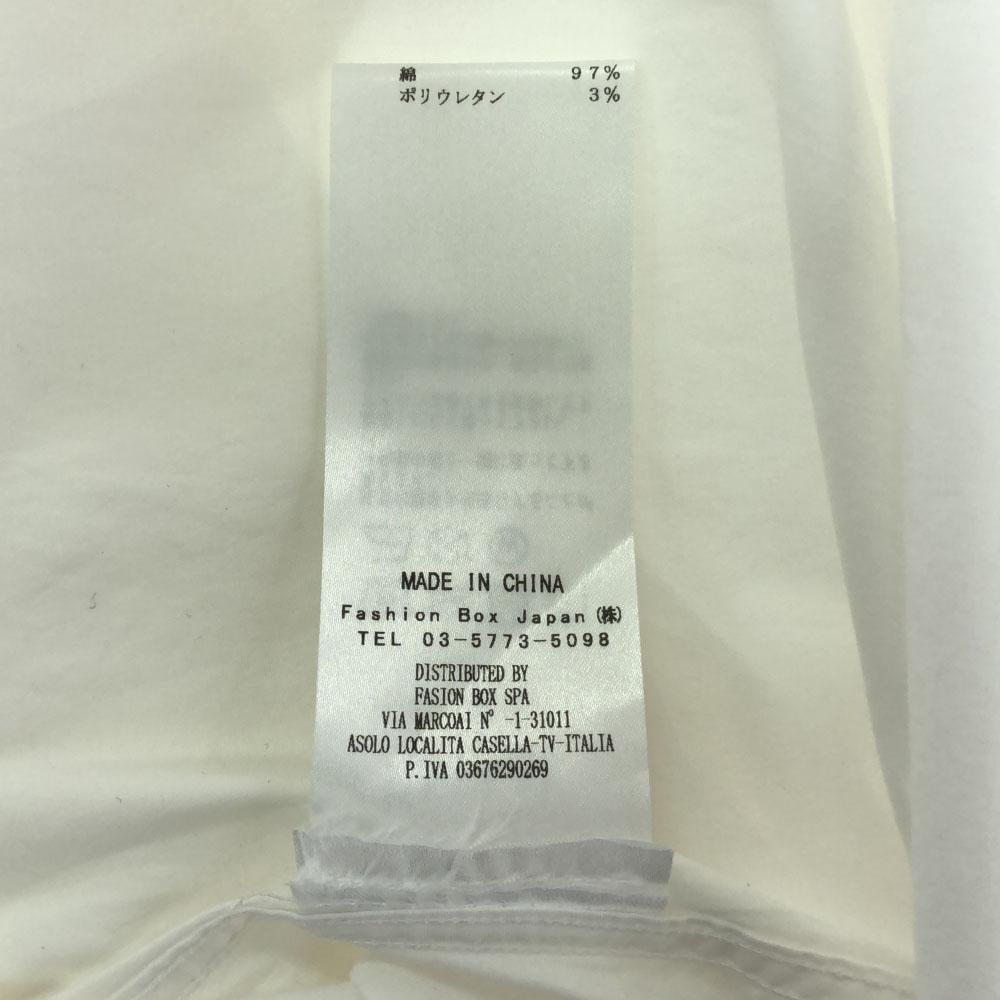 綿 97%
ポリウレタン 3%
MADE IN CHINA
Fashion Box Japan(株)
TEL 03-5773-5098
DISTRIBUTED BY
FASION BOX SPA
VIA MARCOAI N° -1-31011
ASOLO LOCALITA CASELLA-TV-ITALIA
P.IVA 03676290269